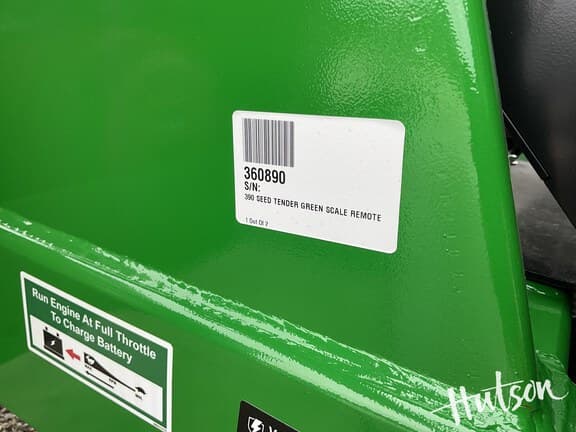 360890
S/N:
390 SEED TENDER GREEN SCALE REMOTE
1 Out Of ?
Run Engine At Full Throttle
To Charge Battery
Hutson